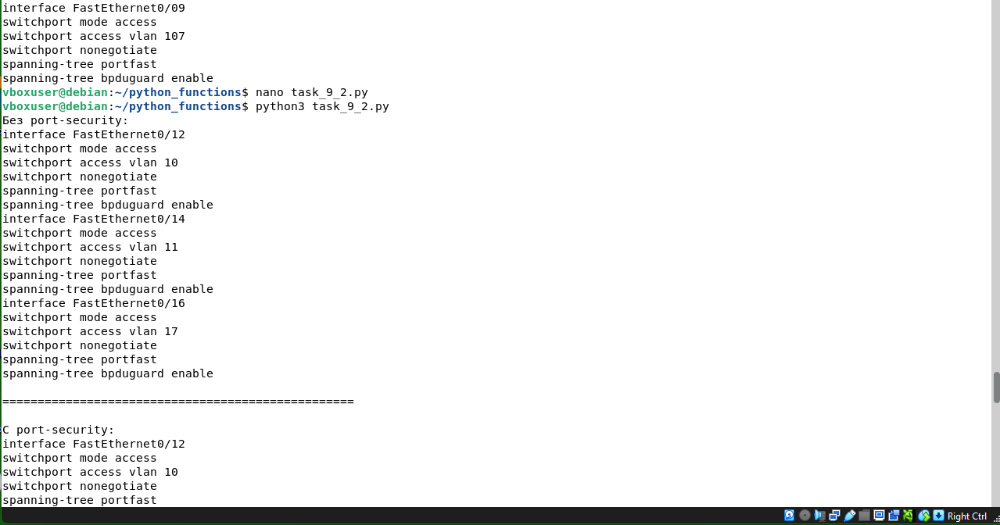 interface FastEthernet0/09
switchport mode access
switchport access vlan 107
switchport nonegotiate
spanning-tree portfast
spanning-tree bpduguard enable
vboxuser@debian:~/python_functions$ nano task_9_2.py
vboxuser@debian:~/python_functions$ python3 task_9_2.py
Без port-security:
interface FastEthernet0/12
switchport mode access
switchport access vlan 10
switchport nonegotiate
spanning-tree portfast
spanning-tree bpduguard enable
interface FastEthernet0/14
switchport mode access
switchport access vlan 11
switchport nonegotiate
spanning-tree portfast
spanning-tree bpduguard enable
interface FastEthernet0/16
switchport mode access
switchport access vlan 17
switchport nonegotiate
spanning-tree portfast
spanning-tree bpduguard enable
==================================================
С port-security:
interface FastEthernet0/12
switchport mode access
switchport access vlan 10
switchport nonegotiate
spanning-tree portfast
Right Ctrl